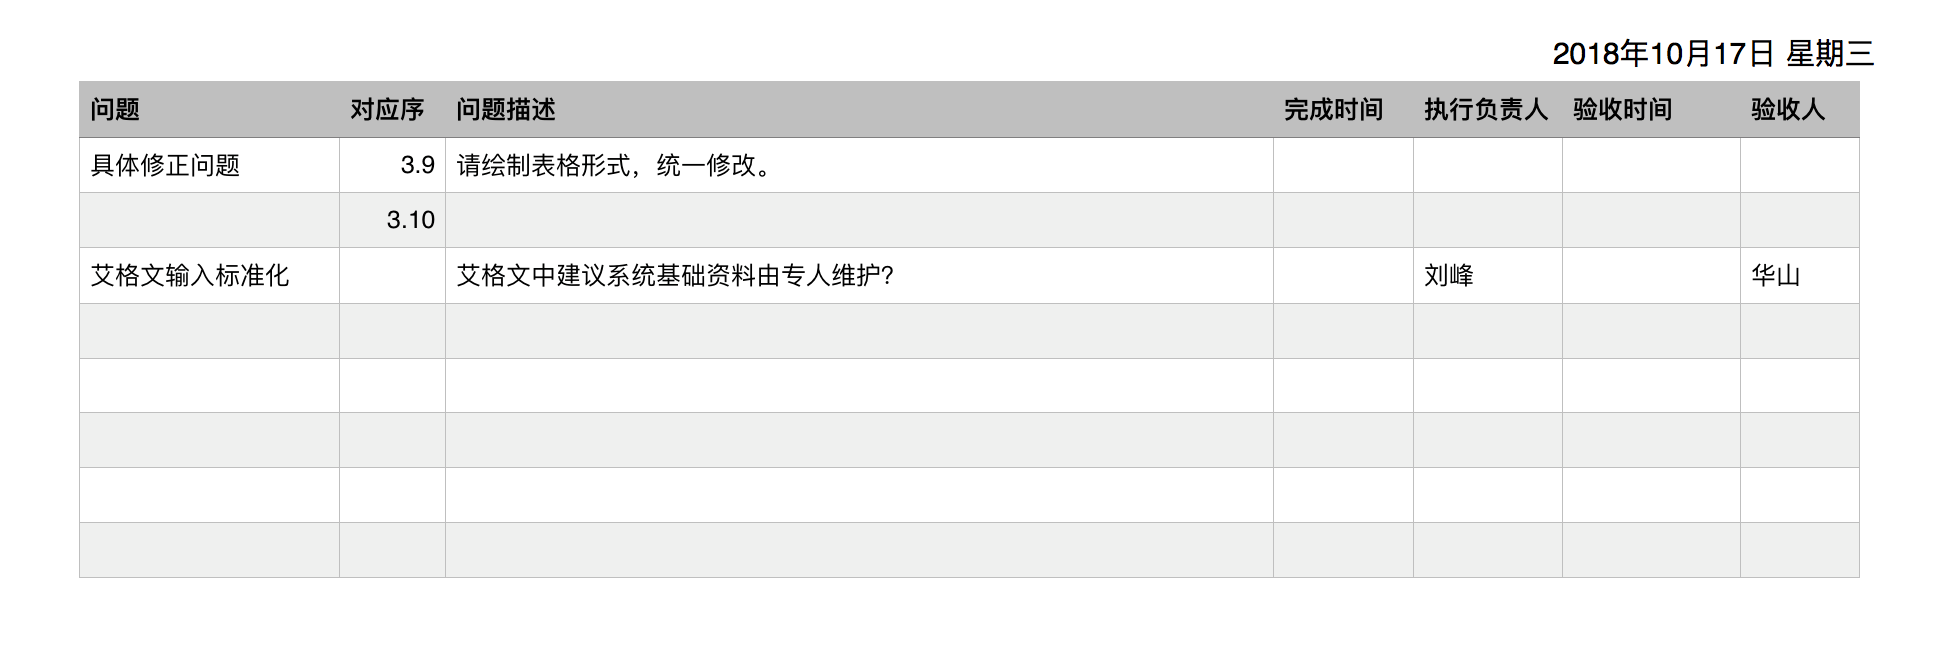 2018年10月17日 星期三
问题 对应序 问题描述 完成时间 执行负责人 验收时间 验收人
具体修正问题 3.9 请绘制表格形式，统一修改。
3.10
艾格文输入标准化 艾格文中建议系统基础资料由专人维护？ 刘峰 华山